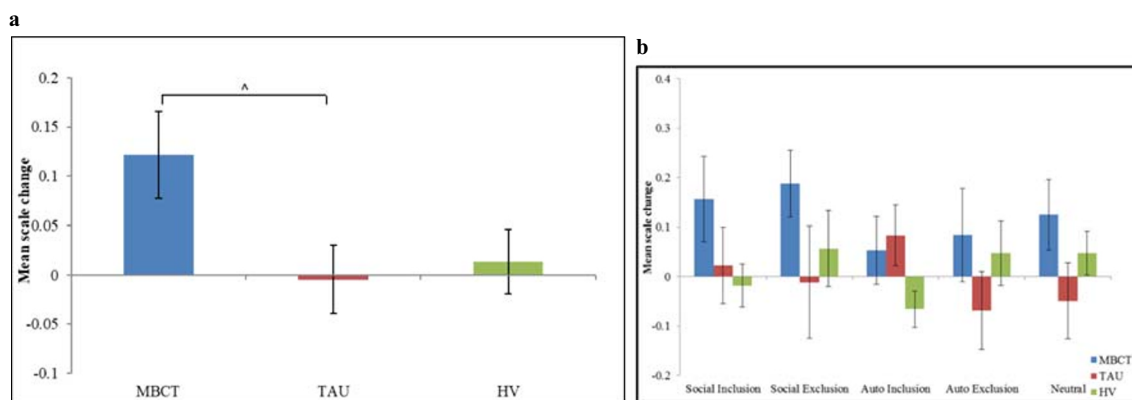 a
Mean scale change
0.2
0.15
0.1
0.05
0
-0.05
-0.1
^
MBCT TAU HV
b
Mean scale change
0.4
0.3
0.2
0.1
0
-0.1
-0.2
Social Inclusion Social Exclusion Auto Inclusion Auto Exclusion Neutral
MBCT
TAU
HV